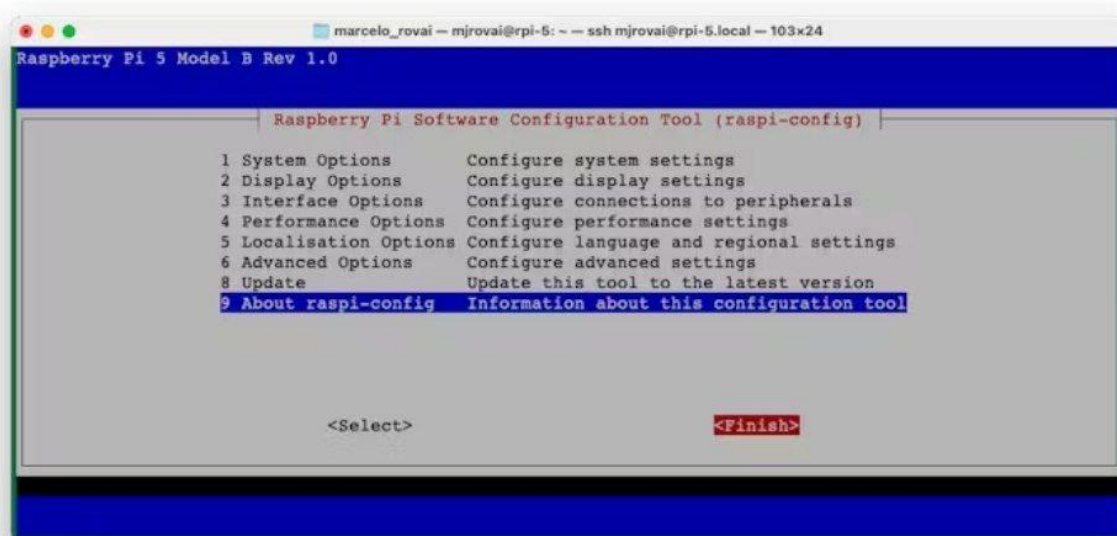 marcelo_rovai — mjrovai@rpi-5: ~ — ssh mjrovai@rpi-5.local — 103×24
Raspberry Pi 5 Model B Rev 1.0
Raspberry Pi Software Configuration Tool (raspi-config)
1 System Options Configure system settings
2 Display Options Configure display settings
3 Interface Options Configure connections to peripherals
4 Performance Options Configure performance settings
5 Localisation Options Configure language and regional settings
6 Advanced Options Configure advanced settings
8 Update Update this tool to the latest version
9 About raspi-config Information about this configuration tool
<Select> <Finish>